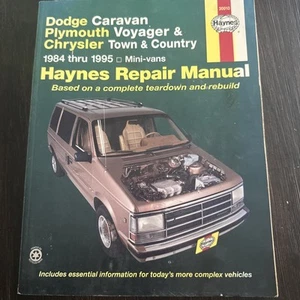 Haynes
Dodge Caravan
Plymouth Voyager &
Chrysler Town & Country
1984 thru 1995 □ Mini-vans
Haynes Repair Manual
Based on a complete teardown and rebuild
Haynes
Includes essential information for today's more complex vehicles